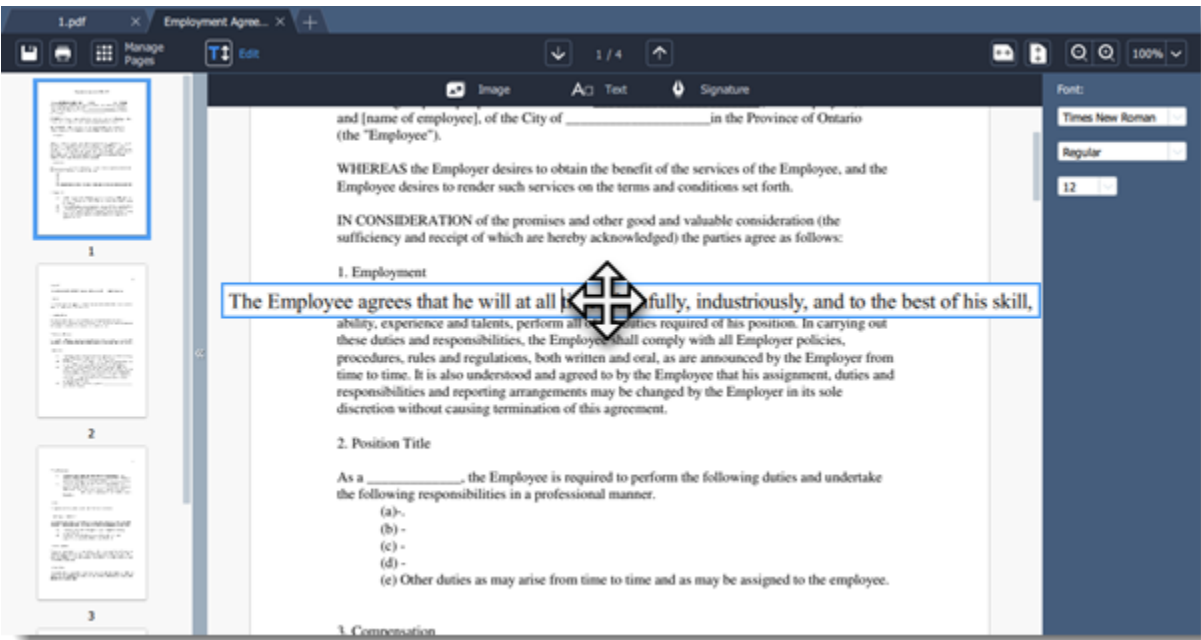 1.pdf
Employment Agree...
Manage
Pages
Edit
1 / 4
100%
Image
Text
Signature
Font:
Times New Roman
Regular
12
1
2
3
and [name of employee], of the City of ______________________in the Province of Ontario
(the "Employee").
WHEREAS the Employer desires to obtain the benefit of the services of the Employee, and the
Employee desires to render such services on the terms and conditions set forth.
IN CONSIDERATION of the promises and other good and valuable consideration (the
sufficiency and receipt of which are hereby acknowledged) the parties agree as follows:
1. Employment
The Employee agrees that he will at all fully, industriously, and to the best of his skill,
ability, experience and talents, perform all duties required of his position. In carrying out
these duties and responsibilities, the Employee shall comply with all Employer policies,
procedures, rules and regulations, both written and oral, as are announced by the Employer from
time to time. It is also understood and agreed to by the Employee that his assignment, duties and
responsibilities and reporting arrangements may be changed by the Employer in its sole
discretion without causing termination of this agreement.
2. Position Title
As a ______________, the Employee is required to perform the following duties and undertake
the following responsibilities in a professional manner.
(a)-.
(b) -
(c) -
(d) -
(e) Other duties as may arise from time to time and as may be assigned to the employee.
3. Compensation